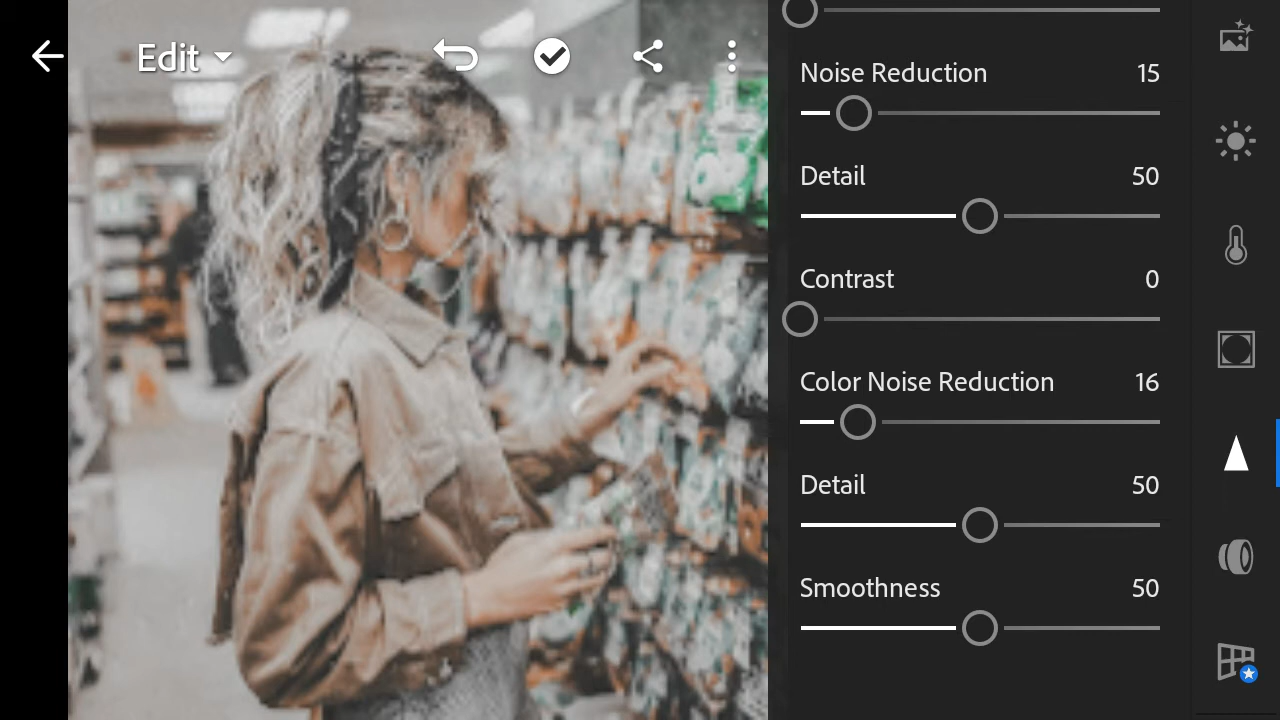 Edit
Noise Reduction 15
Detail 50
Contrast 0
Color Noise Reduction 16
Detail 50
Smoothness 50